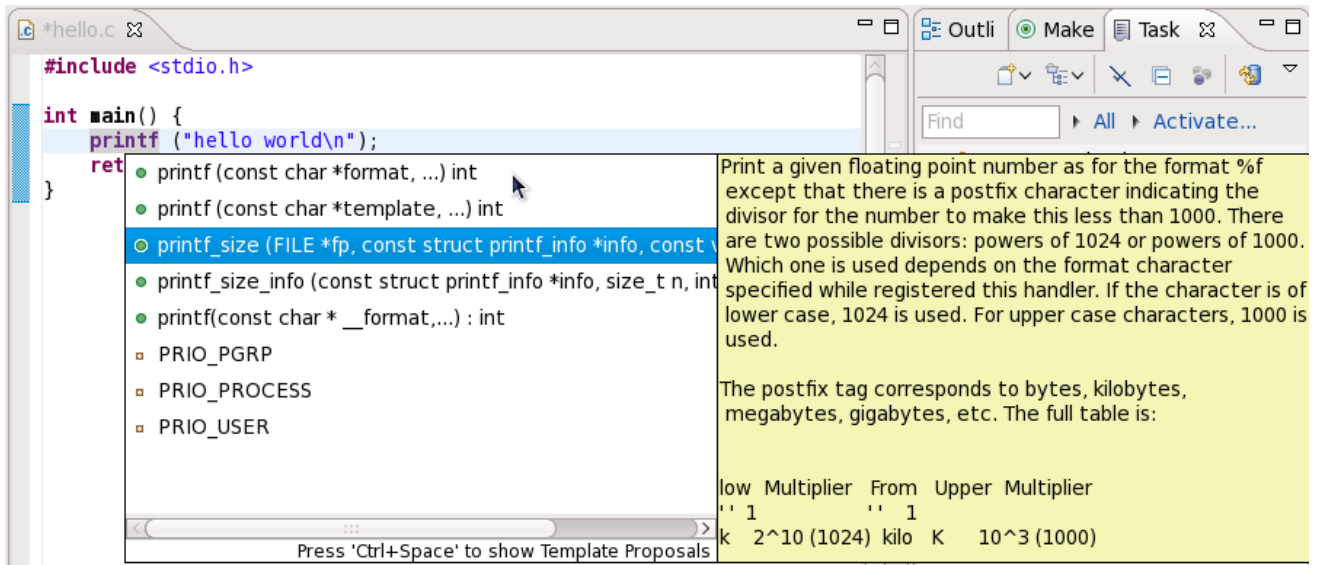 *hello.c
Outli Make Task
#include <stdio.h>
Find All Activate...
int main() {
printf ("hello world\n");
ret
}
printf (const char *format, ...) int
printf (const char *template, ...) int
printf_size (FILE *fp, const struct printf_info *info, const v
printf_size_info (const struct printf_info *info, size_t n, int
printf(const char * __format,...) : int
PRIO_PGRP
PRIO_PROCESS
PRIO_USER
Press 'Ctrl+Space' to show Template Proposals
Print a given floating point number as for the format %f
except that there is a postfix character indicating the
divisor for the number to make this less than 1000. There
are two possible divisors: powers of 1024 or powers of 1000.
Which one is used depends on the format character
specified while registered this handler. If the character is of
lower case, 1024 is used. For upper case characters, 1000 is
used.
The postfix tag corresponds to bytes, kilobytes,
megabytes, gigabytes, etc. The full table is:
low Multiplier From Upper Multiplier
' ' 1 ' ' 1
k 2^10 (1024) kilo K 10^3 (1000)